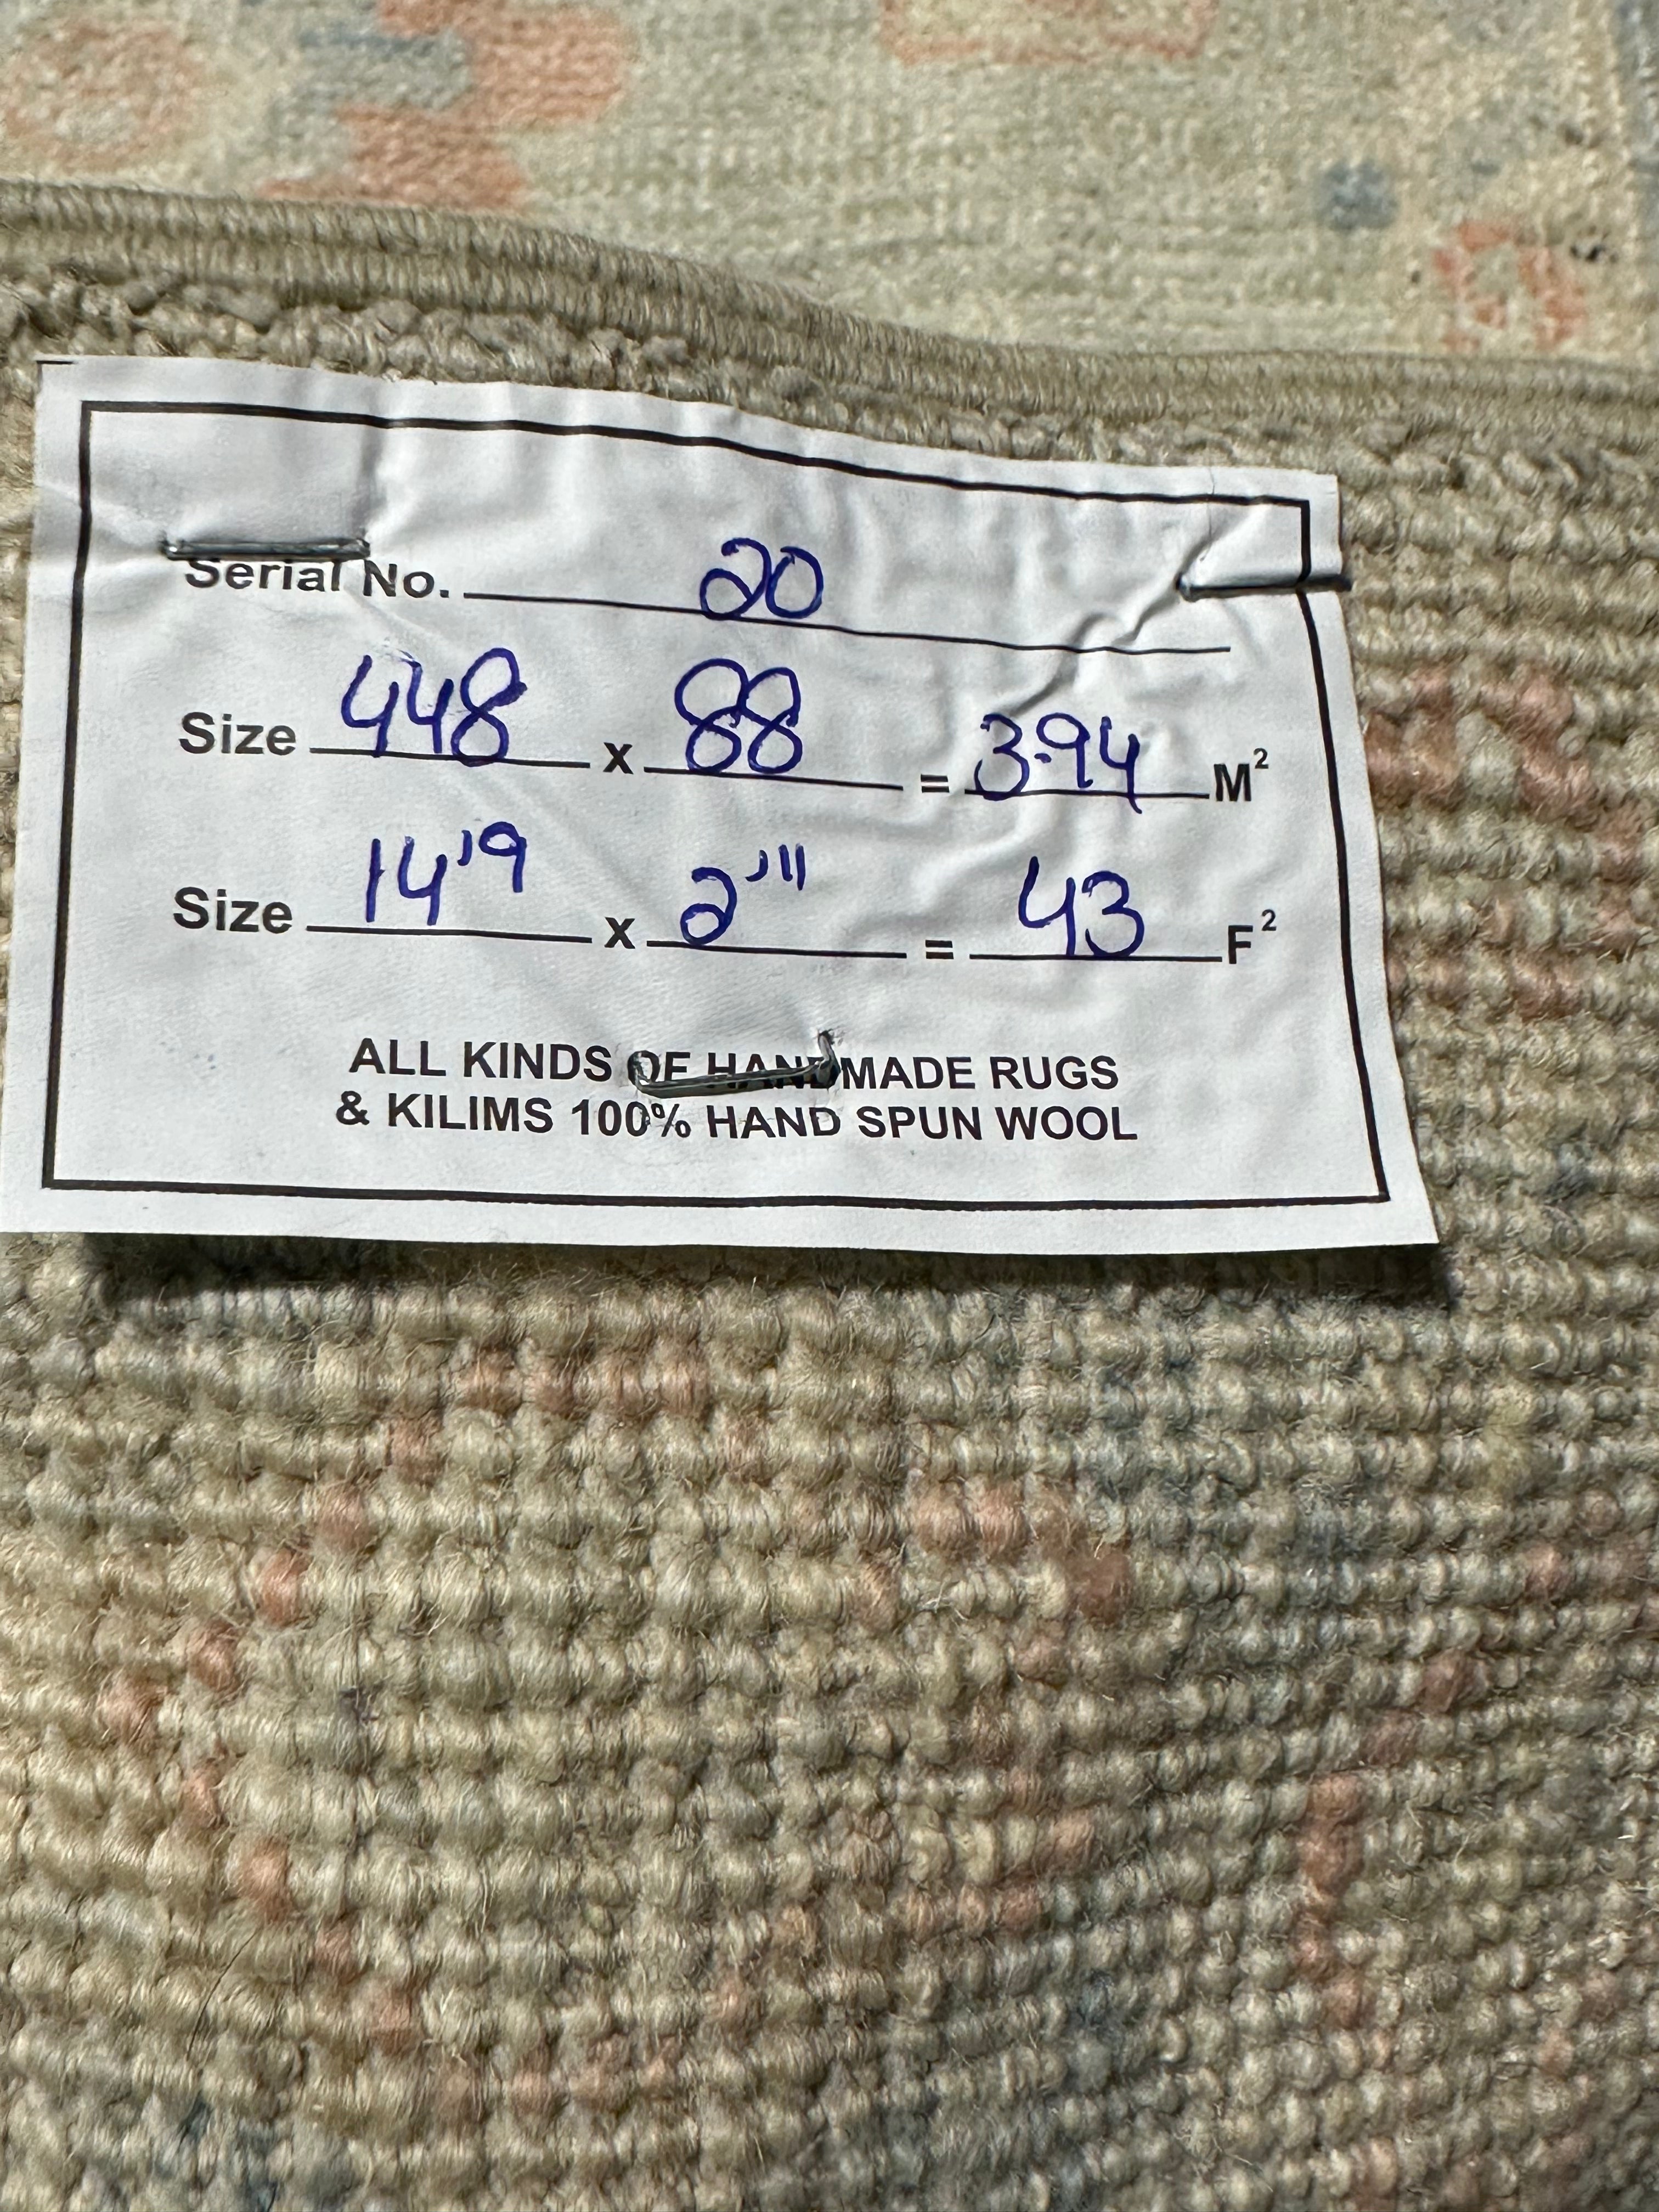 Serial No. 20
Size 448 x 88 = 3.94 M²
Size 14'9 x 2'11 = 43 F²
ALL KINDS OF HANDMADE RUGS
& KILIMS 100% HAND SPUN WOOL